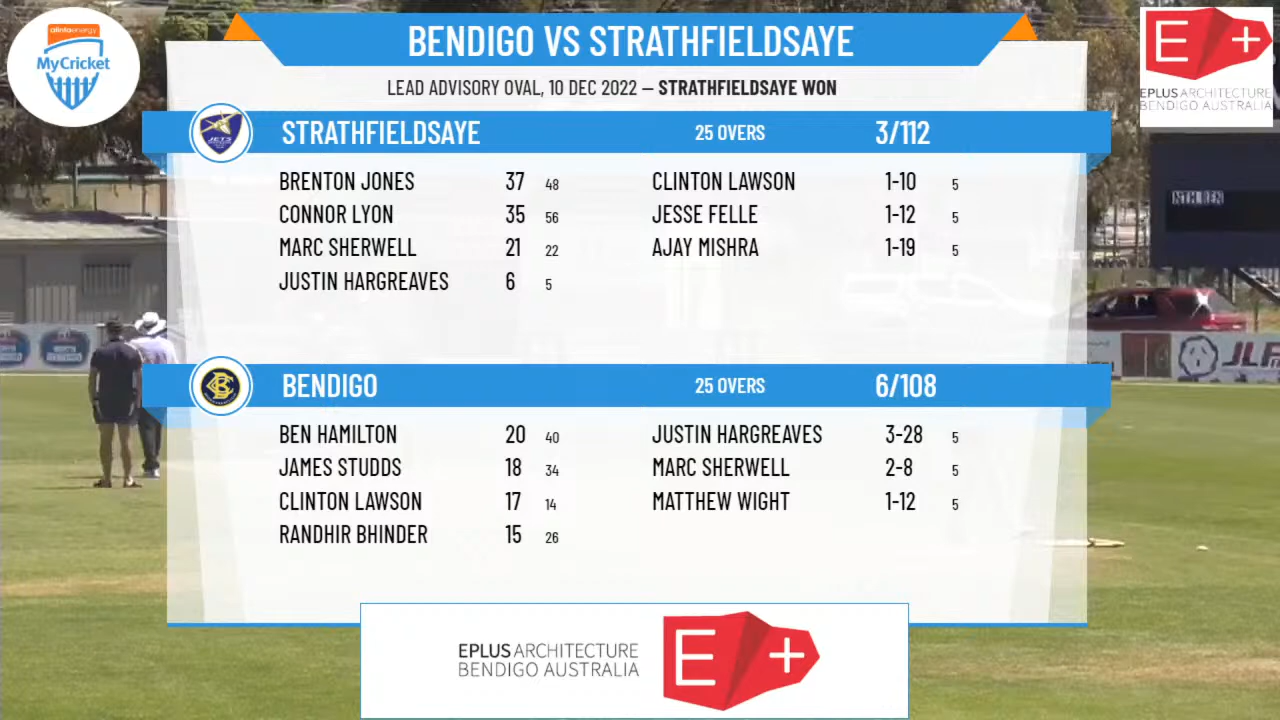 alintaenergy
MyCricket
BENDIGO VS STRATHFIELDSAYE
LEAD ADVISORY OVAL, 10 DEC 2022 – STRATHFIELDSAYE WON
E +
EPLUS ARCHITECTURE
BENDIGO AUSTRALIA
JETS
STRATHFIELDSAYE 25 OVERS 3/112
BRENTON JONES 37 48 CLINTON LAWSON 1-10 5
CONNOR LYON 35 56 JESSE FELLE 1-12 5
MARC SHERWELL 21 22 AJAY MISHRA 1-19 5
JUSTIN HARGREAVES 6 5
NTH BEN
JLF
BENDIGO 25 OVERS 6/108
BEN HAMILTON 20 40 JUSTIN HARGREAVES 3-28 5
JAMES STUDDS 18 34 MARC SHERWELL 2-8 5
CLINTON LAWSON 17 14 MATTHEW WIGHT 1-12 5
RANDHIR BHINDER 15 26
EPLUS ARCHITECTURE
BENDIGO AUSTRALIA
E +